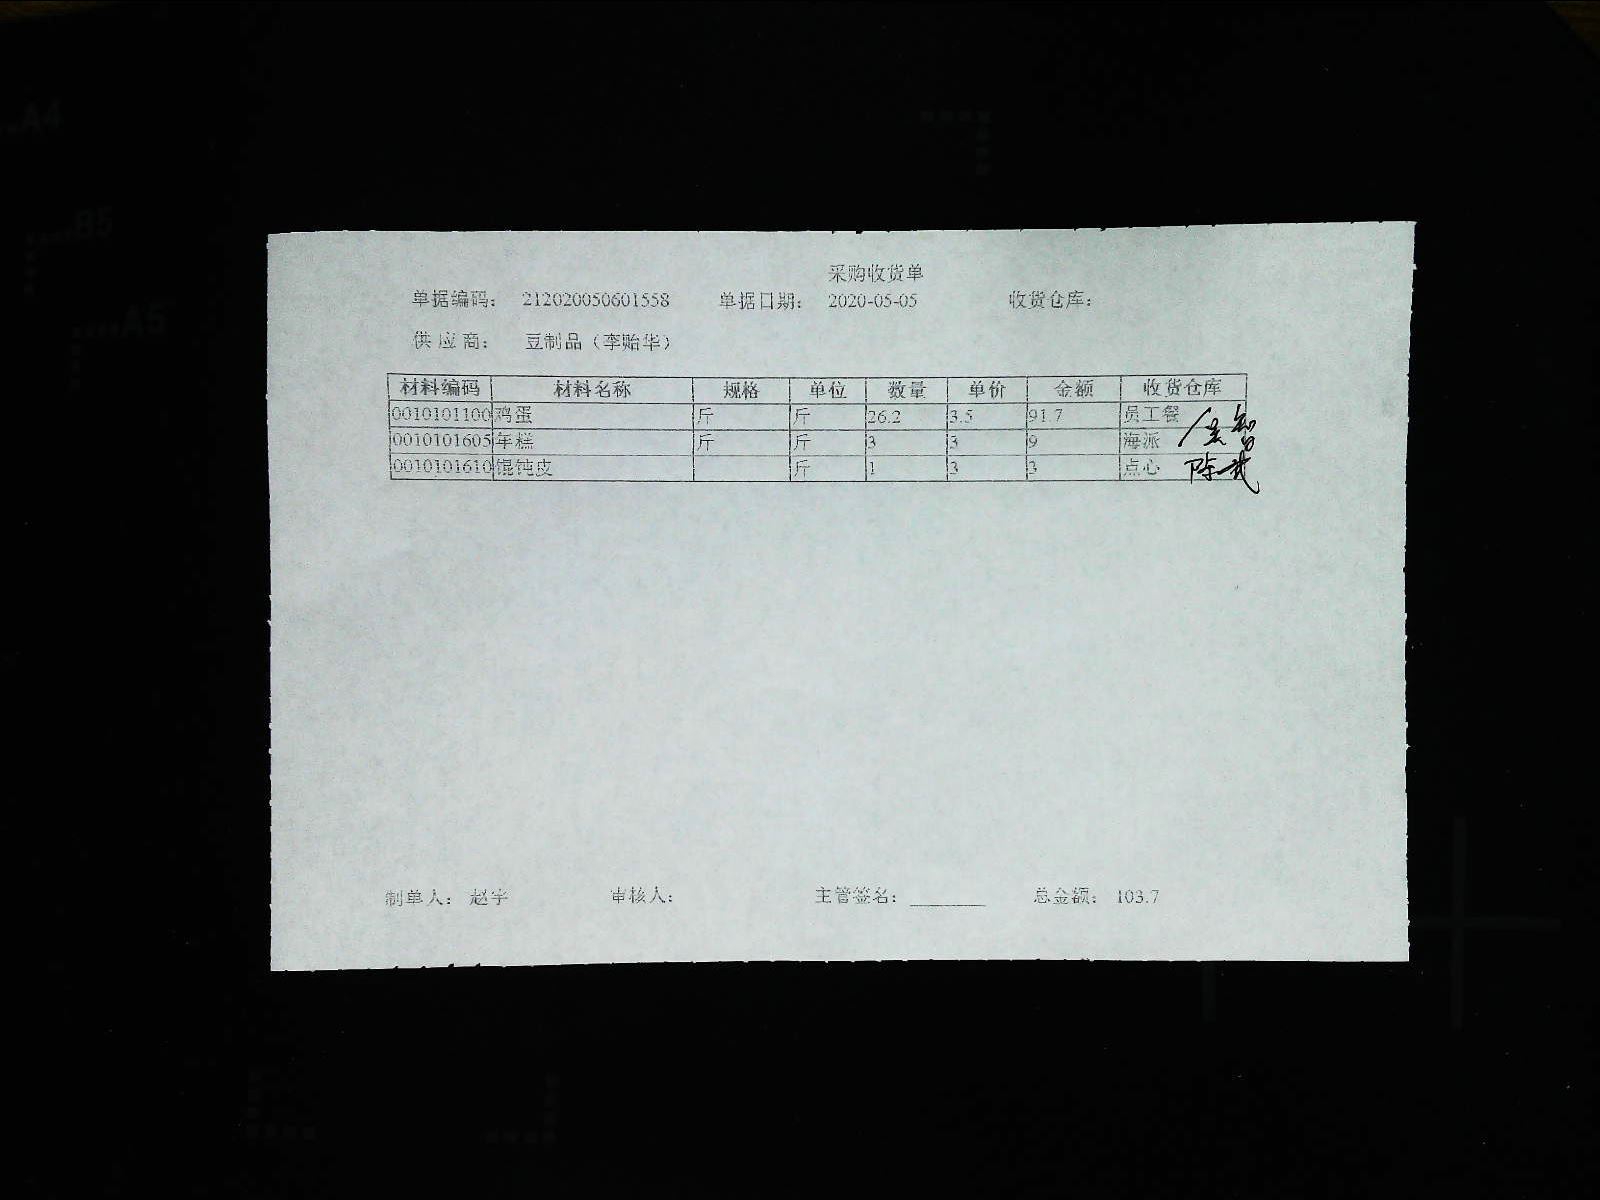 A4
B5
A5
采购收货单
单据编码： 212020050601558 单据日期： 2020-05-05 收货仓库：
供 应 商： 豆制品（李贻华）
材料编码 材料名称 规格 单位 数量 单价 金额 收货仓库
0010101100 鸡蛋 斤 斤 26.2 3.5 91.7 员工餐
0010101605 年糕 斤 斤 3 3 9 海派
0010101610 馄饨皮 斤 1 3 3 点心
制单人： 赵宇 审核人： 主管签名： 总金额： 103.7